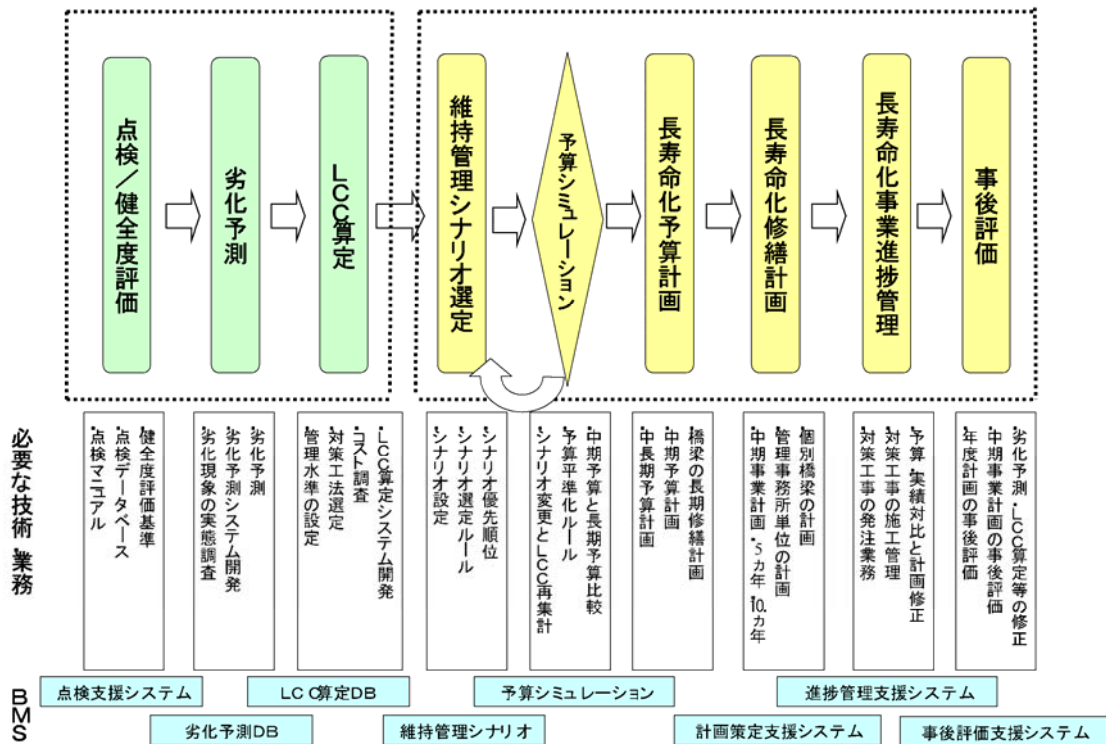 点検／健全度評価
劣化予測
LCC算定
維持管理シナリオ選定
予算シミュレーション
長寿命化予算計画
長寿命化修繕計画
長寿命化事業進捗管理
事後評価
必要な技術・業務
・健全度評価基準
・点検データベース
・点検マニュアル
・劣化予測
・劣化予測システム開発
・劣化現象の実態調査
・LCC算定システム開発
・コスト調査
・対策工法選定
・管理水準の設定
・シナリオ優先順位
・シナリオ選定ルール
・シナリオ設定
・中期予算と長期予算比較
・予算平準化ルール
・シナリオ変更とLCC再集計
・橋梁の長期修繕計画
・中期予算計画
・中長期予算計画
・個別橋梁の計画
・管理事務所単位の計画
・中期事業計画・5ヵ年・10ヵ年
・予算・実績対比と計画修正
・対策工事の施工管理
・対策工事の発注業務
・劣化予測・LCC算定等の修正
・中期事業計画の事後評価
・年度計画の事後評価
BMS
点検支援システム
LCC算定DB
予算シミュレーション
進捗管理支援システム
劣化予測DB
維持管理シナリオ
計画策定支援システム
事後評価支援システム